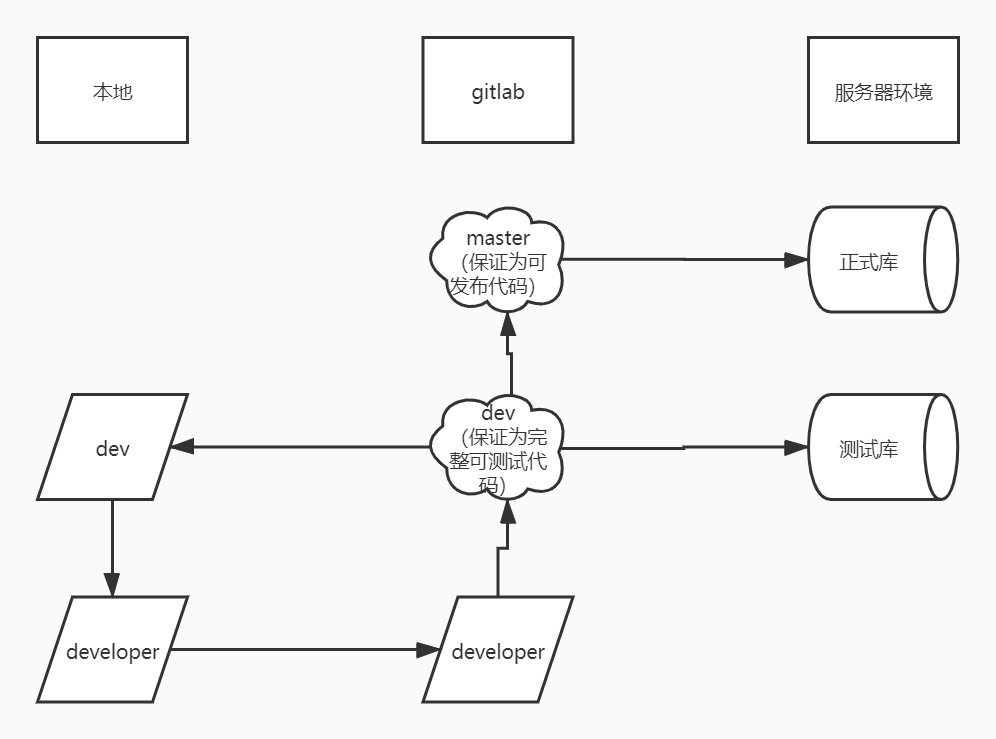 本地
gitlab
服务器环境
master
（保证为可
发布代码）
正式库
dev
dev
（保证为完
整可测试代
码）
测试库
developer
developer